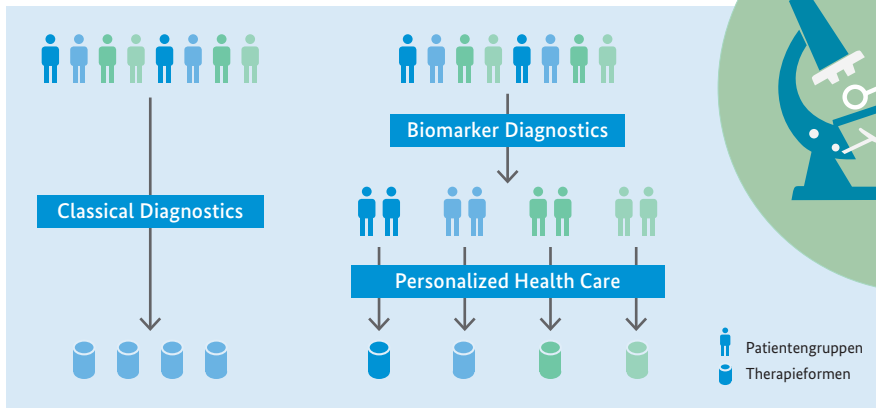 Biomarker Diagnostics
Classical Diagnostics
Personalized Health Care
Patientengruppen
Therapieformen